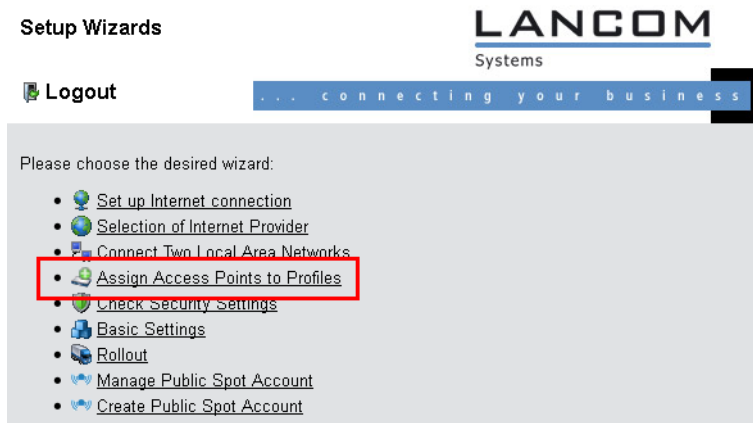 Setup Wizards
LANCOM
Systems
Logout
... connecting your business
Please choose the desired wizard:
Set up Internet connection
Selection of Internet Provider
Connect Two Local Area Networks
Assign Access Points to Profiles
Check Security Settings
Basic Settings
Rollout
Manage Public Spot Account
Create Public Spot Account